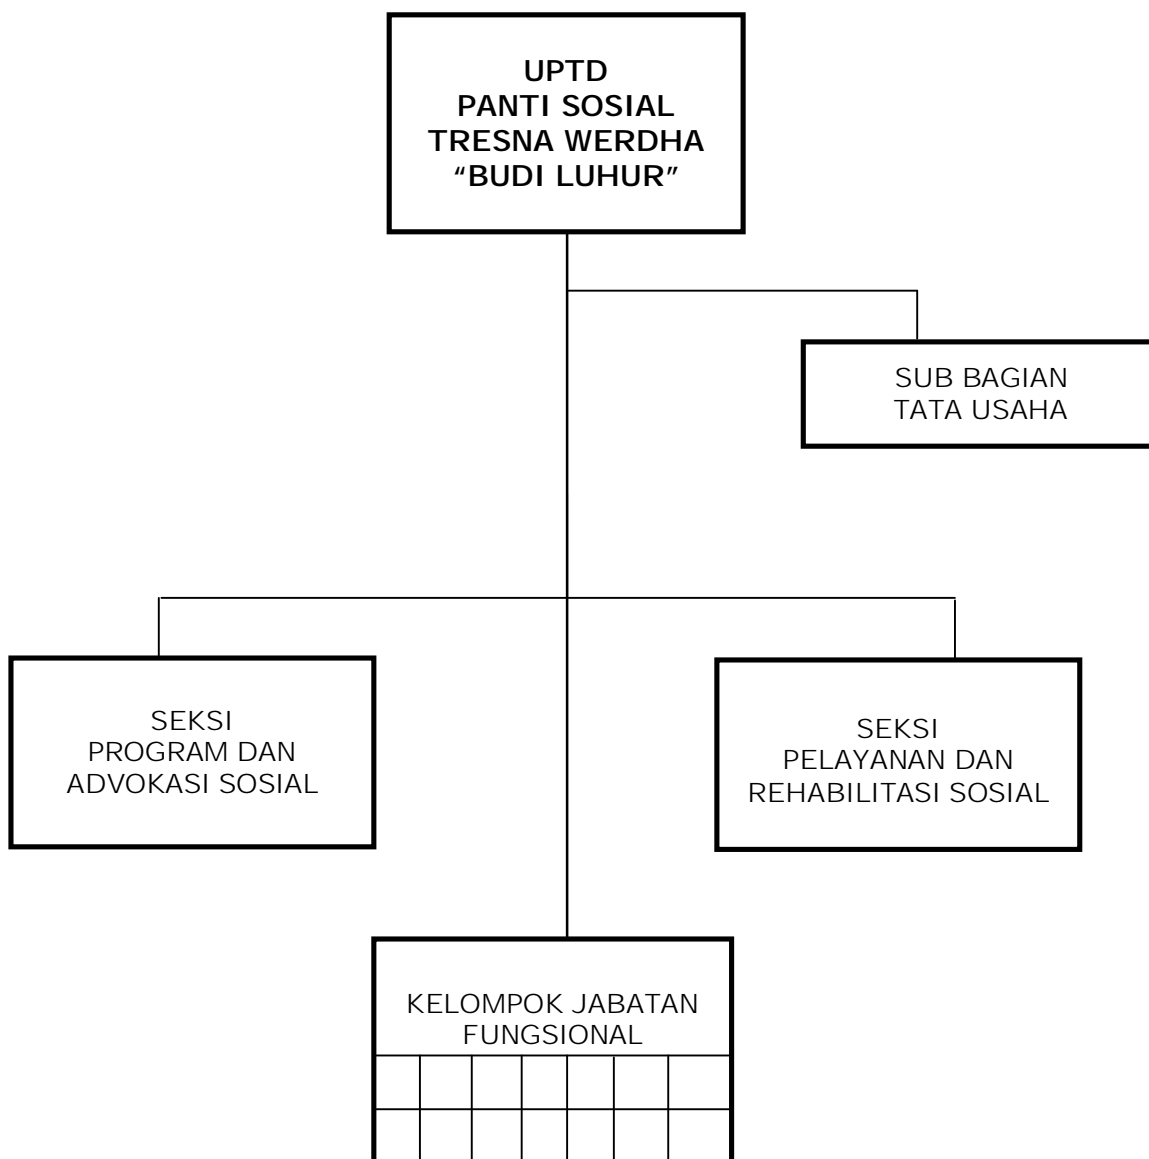 UPTD
PANTI SOSIAL
TRESNA WERDHA
“BUDI LUHUR”
SUB BAGIAN
TATA USAHA
SEKSI
PROGRAM DAN
ADVOKASI SOSIAL
SEKSI
PELAYANAN DAN
REHABILITASI SOSIAL
KELOMPOK JABATAN
FUNGSIONAL